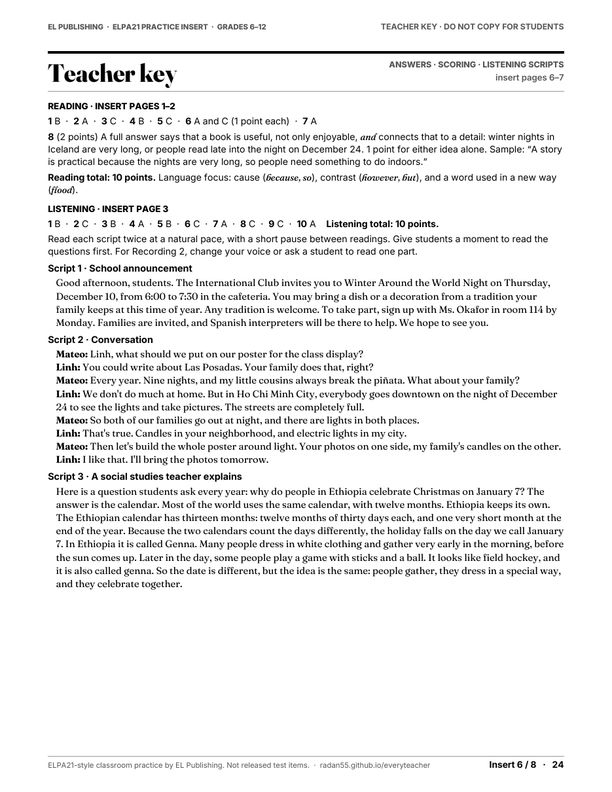 EL PUBLISHING · ELPA21 PRACTICE INSERT · GRADES 6–12
TEACHER KEY · DO NOT COPY FOR STUDENTS
Teacher key
ANSWERS · SCORING · LISTENING SCRIPTS
insert pages 6–7
READING · INSERT PAGES 1–2
1 B · 2 A · 3 C · 4 B · 5 C · 6 A and C (1 point each) · 7 A
8 (2 points) A full answer says that a book is useful, not only enjoyable, and connects that to a detail: winter nights in
Iceland are very long, or people read late into the night on December 24. 1 point for either idea alone. Sample: “A story
is practical because the nights are very long, so people need something to do indoors.”
Reading total: 10 points. Language focus: cause (because, so), contrast (however, but), and a word used in a new way
(flood).
LISTENING · INSERT PAGE 3
1 B · 2 C · 3 B · 4 A · 5 B · 6 C · 7 A · 8 C · 9 C · 10 A Listening total: 10 points.
Read each script twice at a natural pace, with a short pause between readings. Give students a moment to read the
questions first. For Recording 2, change your voice or ask a student to read one part.
Script 1 · School announcement
Good afternoon, students. The International Club invites you to Winter Around the World Night on Thursday,
December 10, from 6:00 to 7:30 in the cafeteria. You may bring a dish or a decoration from a tradition your
family keeps at this time of year. Any tradition is welcome. To take part, sign up with Ms. Okafor in room 114 by
Monday. Families are invited, and Spanish interpreters will be there to help. We hope to see you.
Script 2 · Conversation
Mateo: Linh, what should we put on our poster for the class display?
Linh: You could write about Las Posadas. Your family does that, right?
Mateo: Every year. Nine nights, and my little cousins always break the piñata. What about your family?
Linh: We don't do much at home. But in Ho Chi Minh City, everybody goes downtown on the night of December
24 to see the lights and take pictures. The streets are completely full.
Mateo: So both of our families go out at night, and there are lights in both places.
Linh: That's true. Candles in your neighborhood, and electric lights in my city.
Mateo: Then let's build the whole poster around light. Your photos on one side, my family's candles on the other.
Linh: I like that. I'll bring the photos tomorrow.
Script 3 · A social studies teacher explains
Here is a question students ask every year: why do people in Ethiopia celebrate Christmas on January 7? The
answer is the calendar. Most of the world uses the same calendar, with twelve months. Ethiopia keeps its own.
The Ethiopian calendar has thirteen months: twelve months of thirty days each, and one very short month at the
end of the year. Because the two calendars count the days differently, the holiday falls on the day we call January
7. In Ethiopia it is called Genna. Many people dress in white clothing and gather very early in the morning, before
the sun comes up. Later in the day, some people play a game with sticks and a ball. It looks like field hockey, and
it is also called genna. So the date is different, but the idea is the same: people gather, they dress in a special way,
and they celebrate together.
ELPA21-style classroom practice by EL Publishing. Not released test items. · radan55.github.io/everyteacher
Insert 6 / 8 · 24